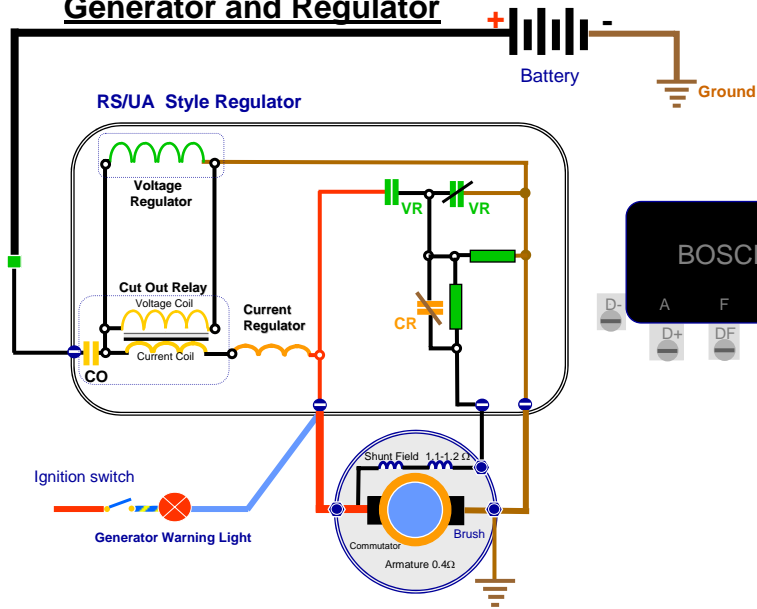 Generator and Regulator
+
-
Battery
Ground
RS/UA Style Regulator
Voltage
Regulator
VR
VR
BOSC
Cut Out Relay
Voltage Coil
Current
Regulator
CR
D-
A
F
D+
DF
Current Coil
CO
Shunt Field 1.1-1.2 Ω
Ignition switch
Generator Warning Light
Brush
Commutator
Armature 0.4Ω